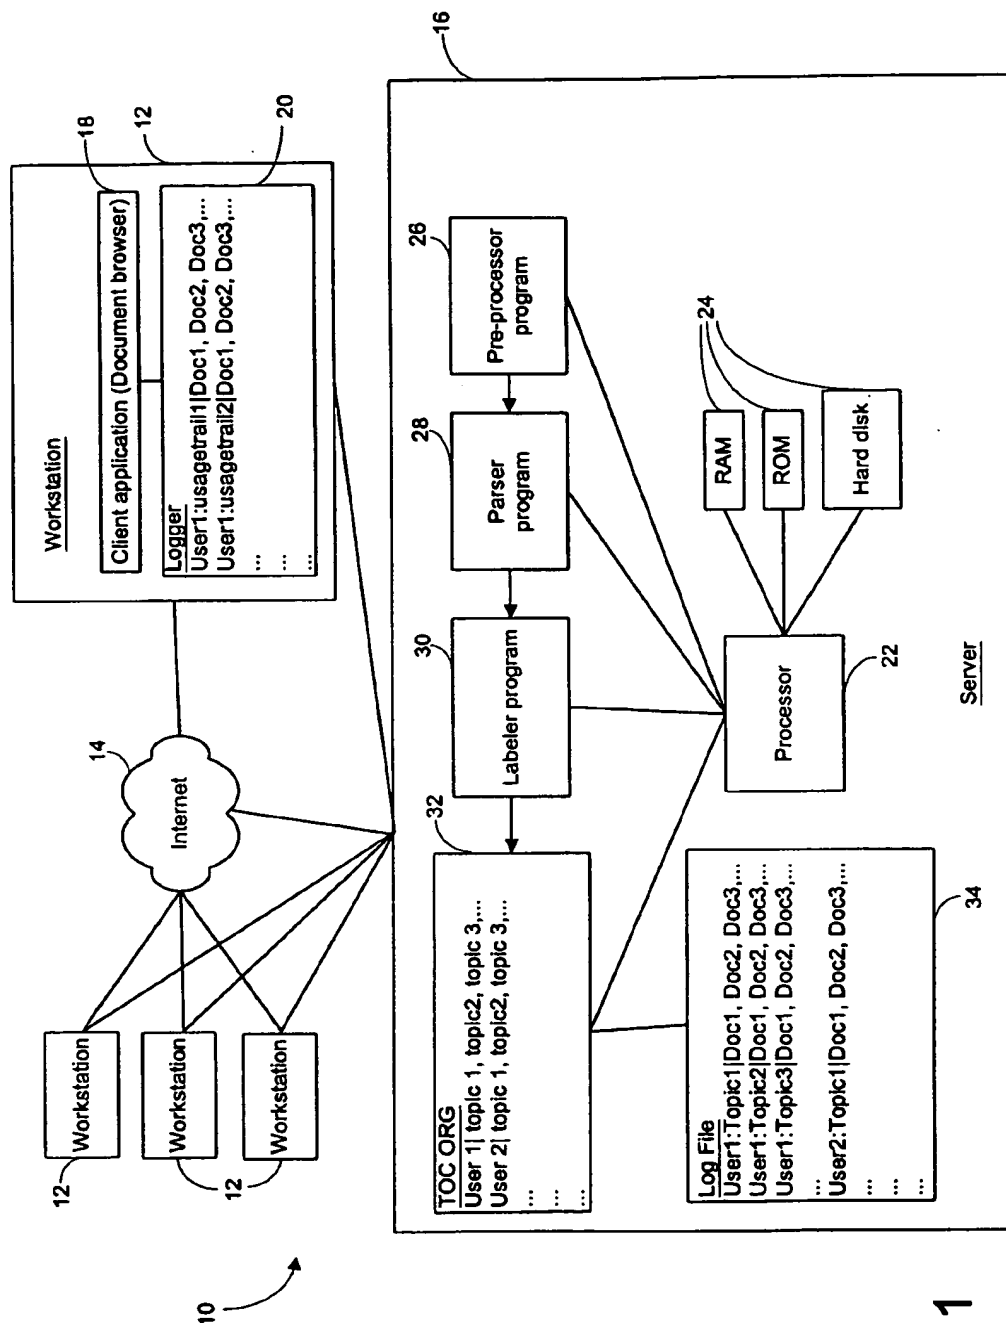 10
12
Workstation
Workstation
Workstation
12
14
Internet
Workstation
12
18
Client application (Document browser)
20
Logger
User1:usagetrail1|Doc1, Doc2, Doc3,...
User1:usagetrail2|Doc1, Doc2, Doc3,...
...
...
...
16
32
TOC ORG
User 1| topic 1, topic2, topic 3,...
User 2| topic 1, topic2, topic 3,...
...
...
...
30
Labeler program
28
Parser
program
26
Pre-processor
program
34
Log File
User1:Topic1|Doc1, Doc2, Doc3,...
User1:Topic2|Doc1, Doc2, Doc3,...
User1:Topic3|Doc1, Doc2, Doc3,...
...
User2:Topic1|Doc1, Doc2, Doc3,...
...
...
...
Processor
22
RAM
ROM
Hard disk
24
Server
1